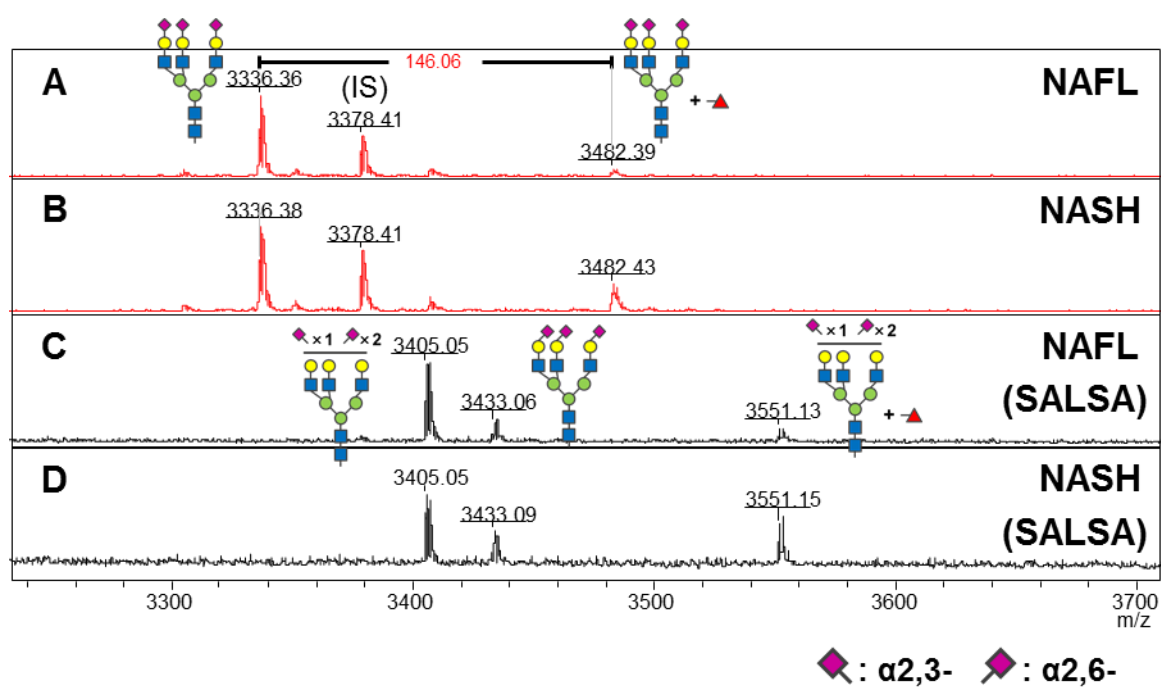 A
3336.36
146.06
(IS)
3378.41
+
3482.39
NAFL
B
3336.38
3378.41
3482.43
NASH
C
×1 ×2
3405.05
3433.06
×1 ×2
3551.13
+
NAFL
(SALSA)
D
3405.05
3433.09
3551.15
NASH
(SALSA)
3300
3400
3500
3600
3700
m/z
: α2,3-
: α2,6-